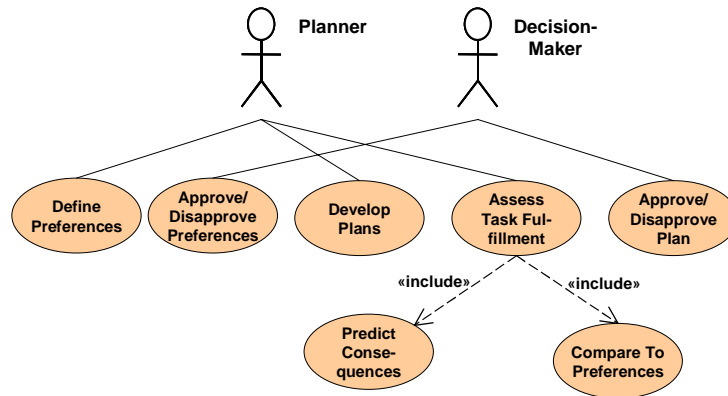 Planner
Decision-
Maker
Define
Preferences
Approve/
Disapprove
Preferences
Develop
Plans
Assess
Task Ful-
fillment
Approve/
Disapprove
Plan
«include»
«include»
Predict
Conse-
quences
Compare To
Preferences